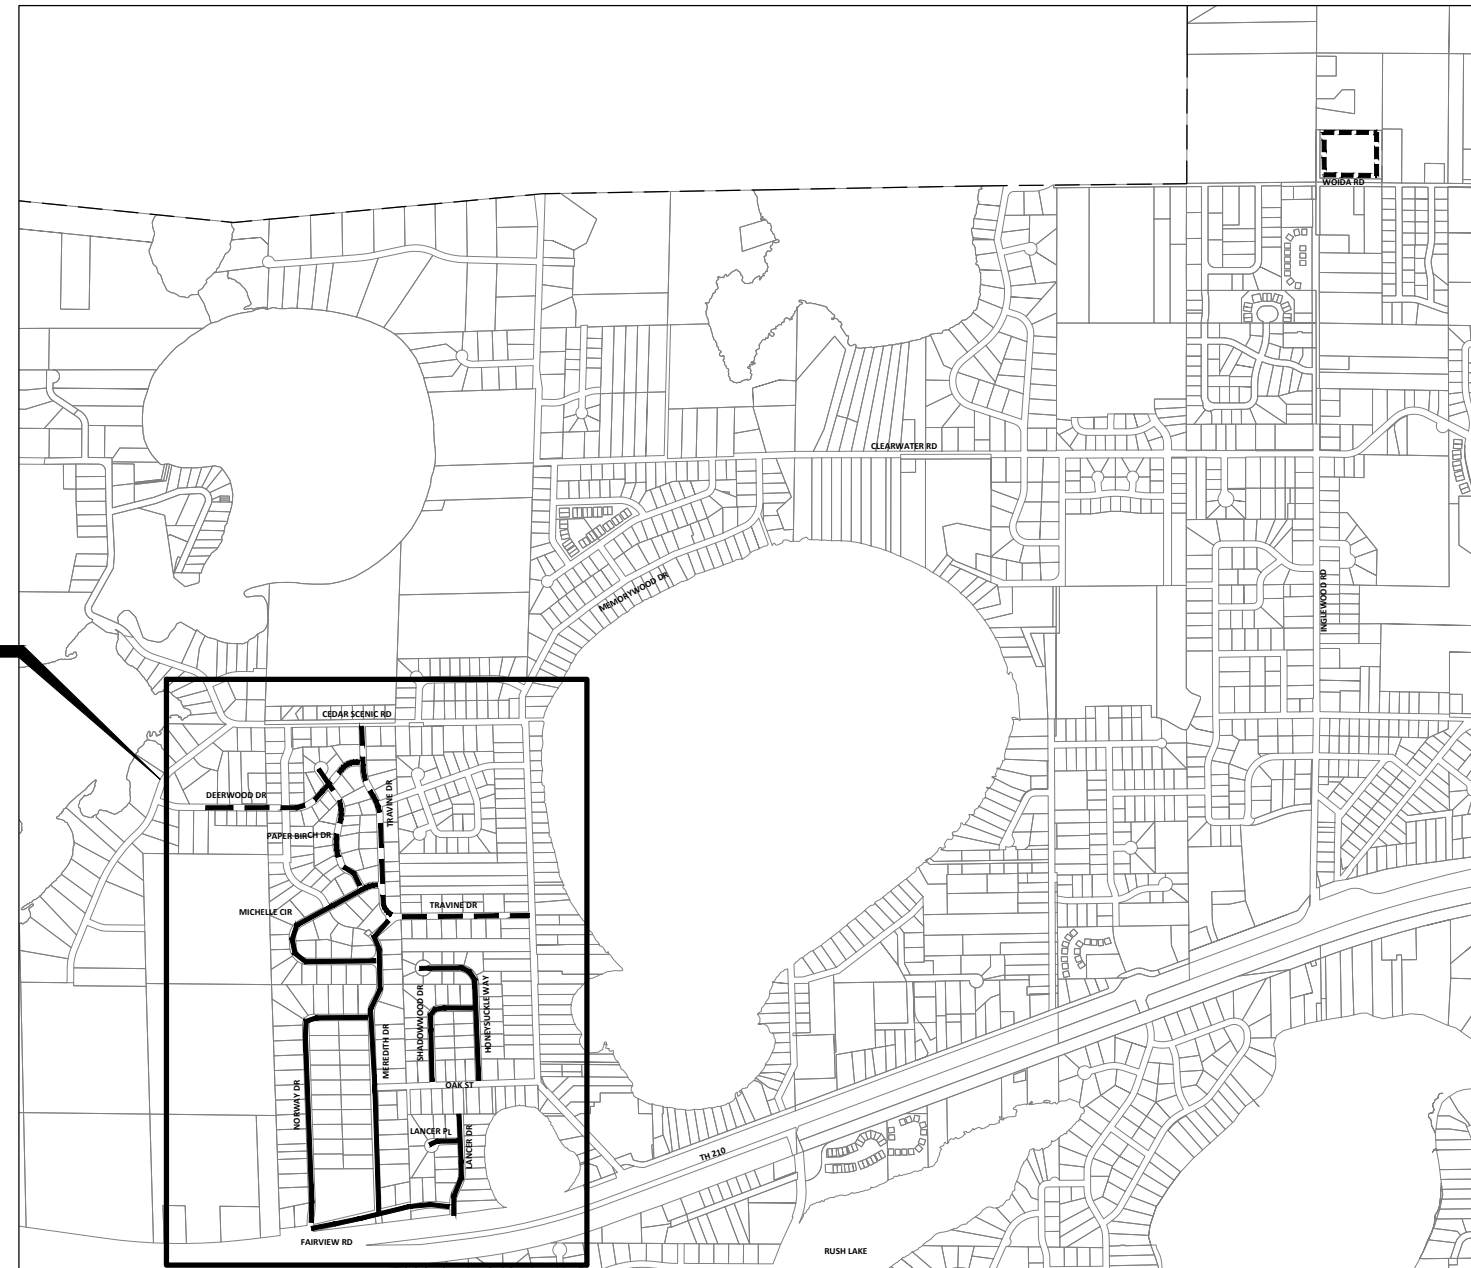 WOIDA RD
CLEARWATER RD
MEMORYWOOD DR
INGLEWOOD RD
CEDAR SCENIC RD
DEERWOOD DR
TRAVINE DR
PAPER BIRCH DR
TRAVINE DR
MICHELLE CIR
SHADOWWOOD DR
HONEYSUCKLE WAY
MEREDITH DR
OAK ST
NORWAY DR
LANCER PL
LANCER DR
TH 210
FAIRVIEW RD
RUSH LAKE